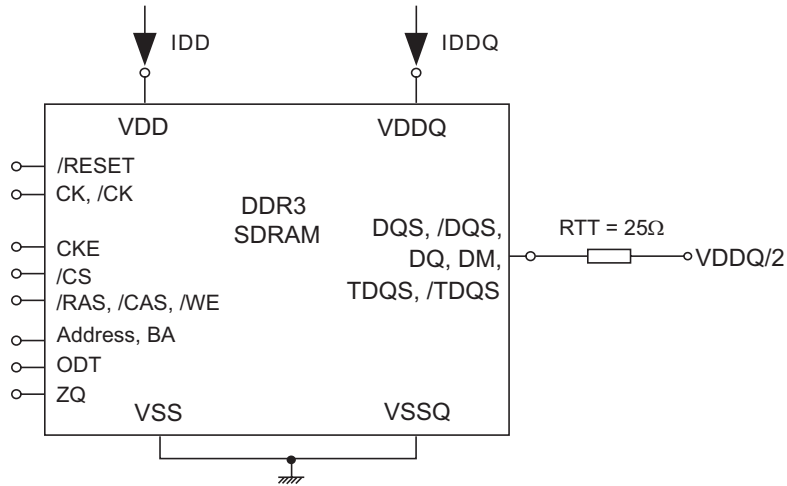 IDD
IDDQ
VDD
VDDQ
/RESET
CK, /CK
DDR3
SDRAM
CKE
/CS
/RAS, /CAS, /WE
Address, BA
ODT
ZQ
DQS, /DQS,
DQ, DM,
TDQS, /TDQS
RTT = 25Ω
VDDQ/2
VSS
VSSQ